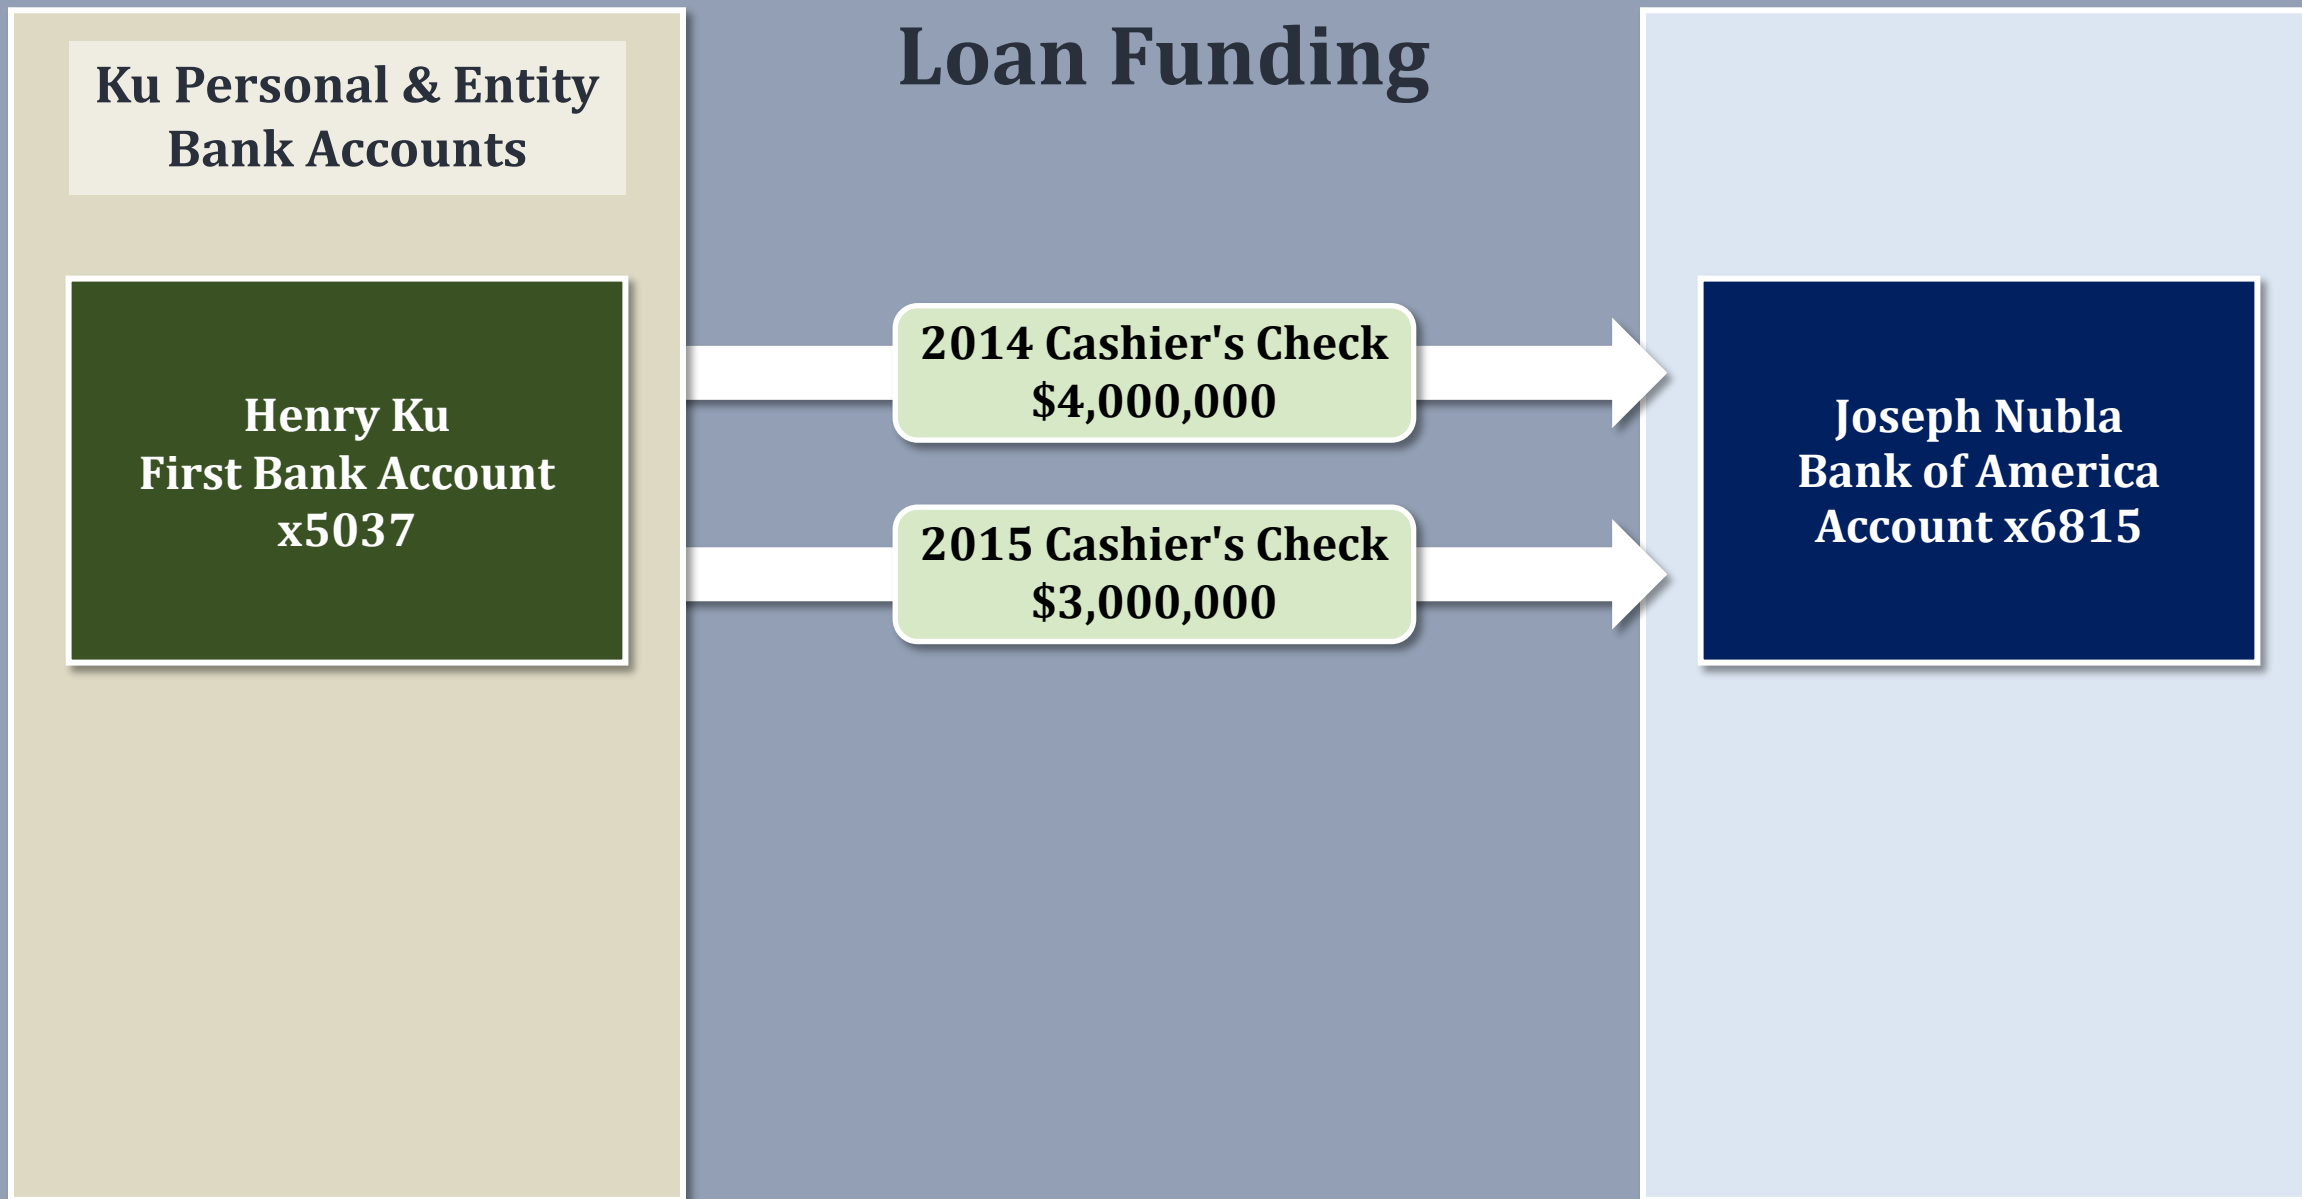 Loan Funding
Ku Personal & Entity
Bank Accounts
Henry Ku
First Bank Account
x5037
2014 Cashier's Check
$4,000,000
2015 Cashier's Check
$3,000,000
Joseph Nubla
Bank of America
Account x6815